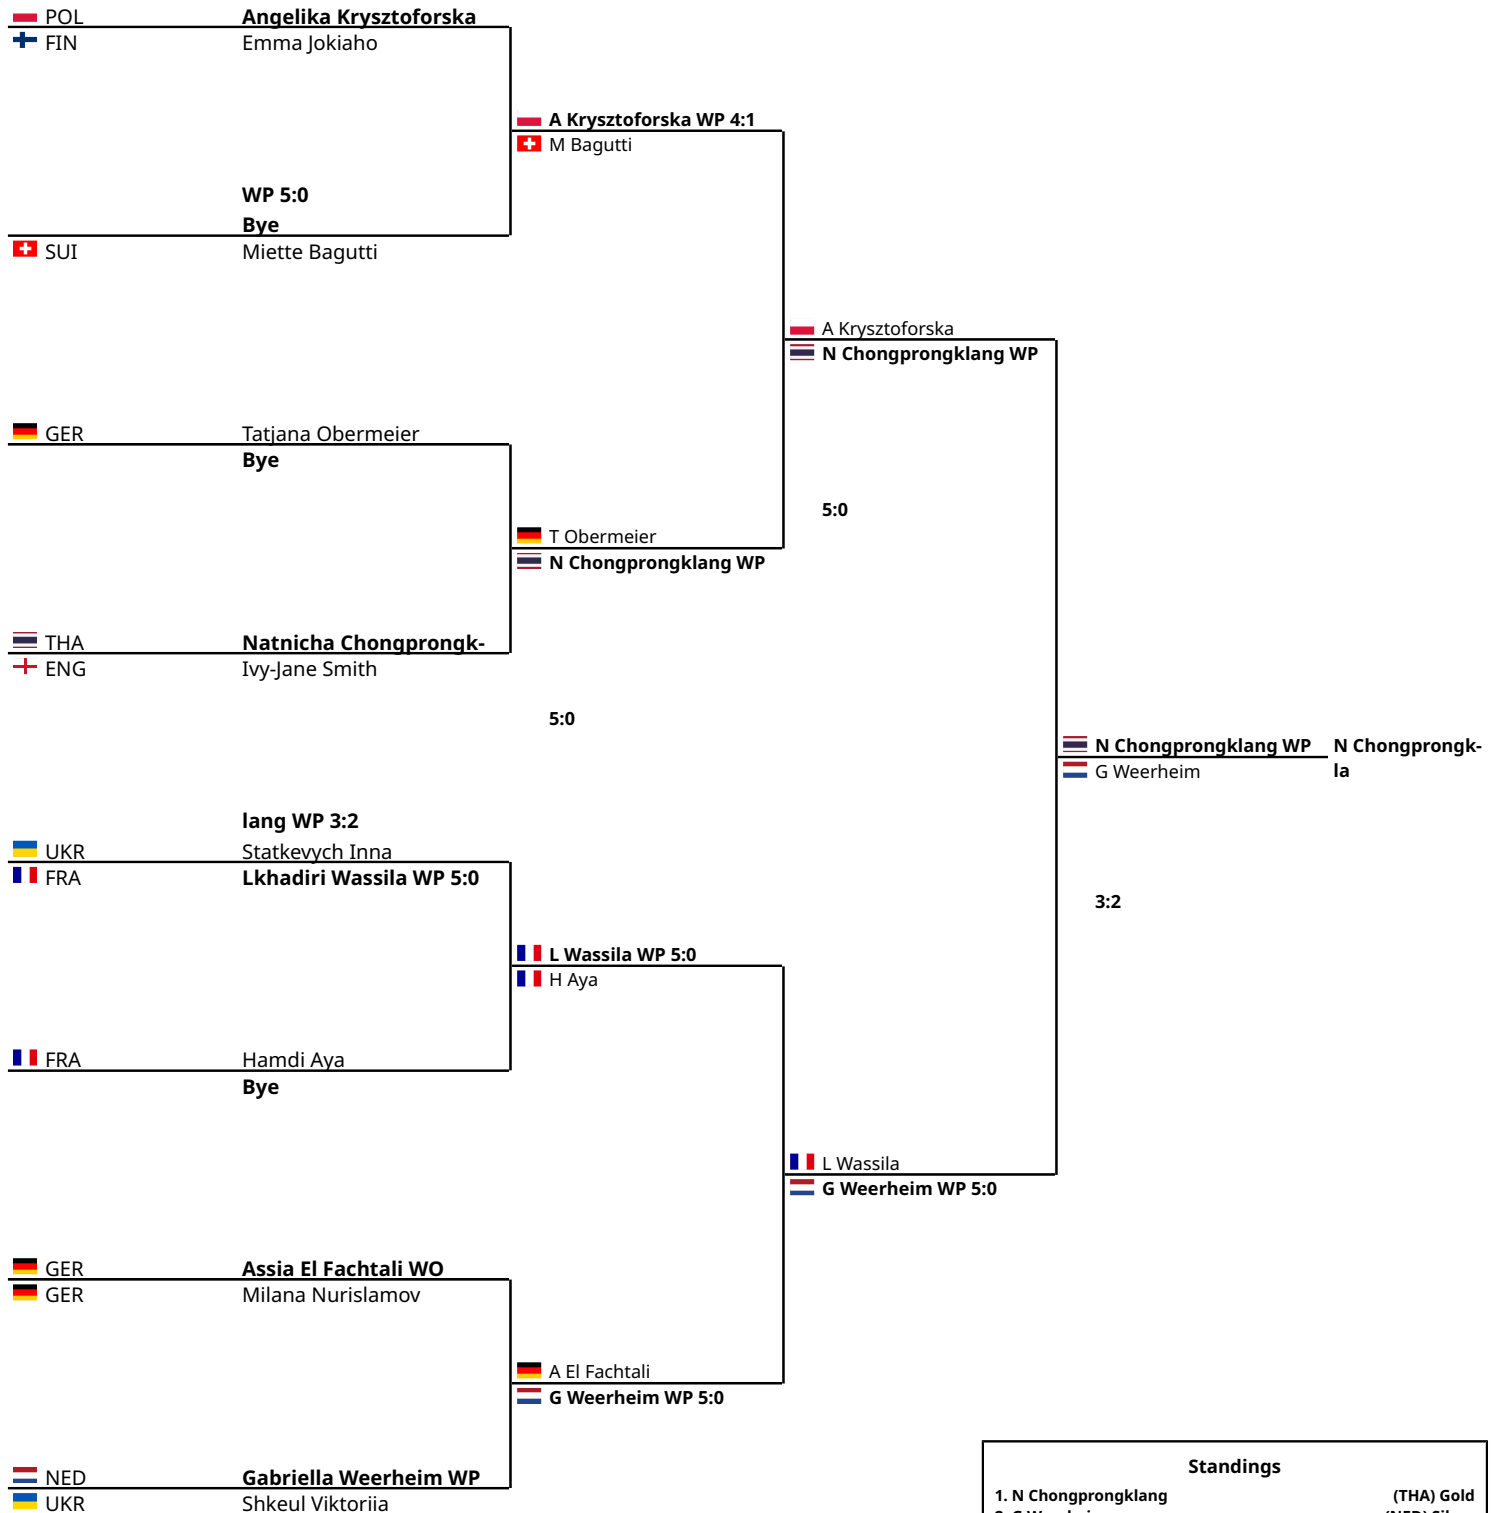 POL Angelika Krysztoforska
FIN Emma Jokiaho
A Krysztoforska WP 4:1
M Bagutti
WP 5:0
Bye
SUI Miette Bagutti
A Krysztoforska
N Chongprongklang WP
GER Tatjana Obermeier
Bye
5:0
T Obermeier
N Chongprongklang WP
THA Natnicha Chongprongk-
ENG Ivy-Jane Smith
5:0
N Chongprongklang WP N Chongprongk-
G Weerheim la
lang WP 3:2
UKR Statkevych Inna
FRA Lkhadiri Wassila WP 5:0
3:2
L Wassila WP 5:0
H Aya
FRA Hamdi Aya
Bye
L Wassila
G Weerheim WP 5:0
GER Assia El Fachtali WO
GER Milana Nurislamov
A El Fachtali
G Weerheim WP 5:0
Standings
NED Gabriella Weerheim WP
1. N Chongprongklang (THA) Gold
UKR Shkeul Viktoriia